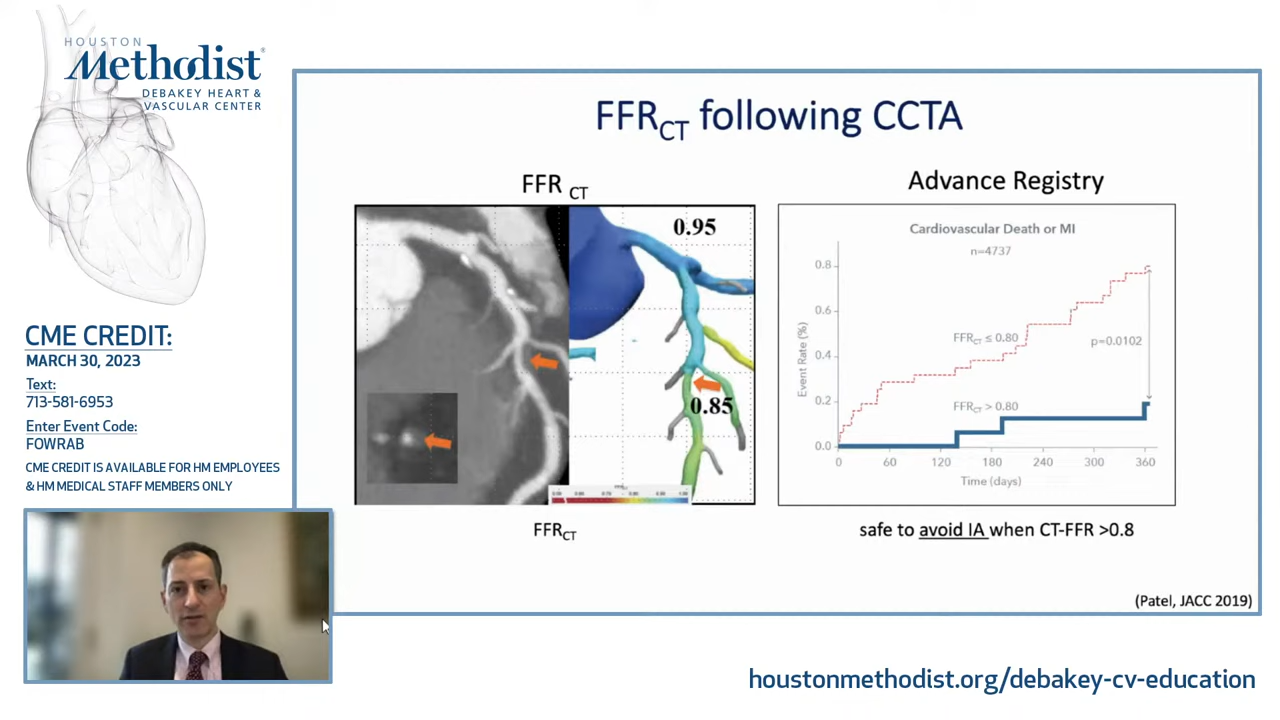 HOUSTON
Methodist®
DEBAKEY HEART &
VASCULAR CENTER
CME CREDIT:
MARCH 30, 2023
Text:
713-581-6953
Enter Event Code:
FOWRAB
CME CREDIT IS AVAILABLE FOR HM EMPLOYEES
& HM MEDICAL STAFF MEMBERS ONLY
FFRCT following CCTA
FFR CT
0.95
0.85
FFRCT
Advance Registry
Cardiovascular Death or MI
n=4737
Event Rate (%)
0.8
0.6
0.4
0.2
0.0
FFRCT ≤ 0.80
p=0.0102
FFRCT > 0.80
0 60 120 180 240 300 360
Time (days)
safe to avoid IA when CT-FFR >0.8
(Patel, JACC 2019)
houstonmethodist.org/debakey-cv-education